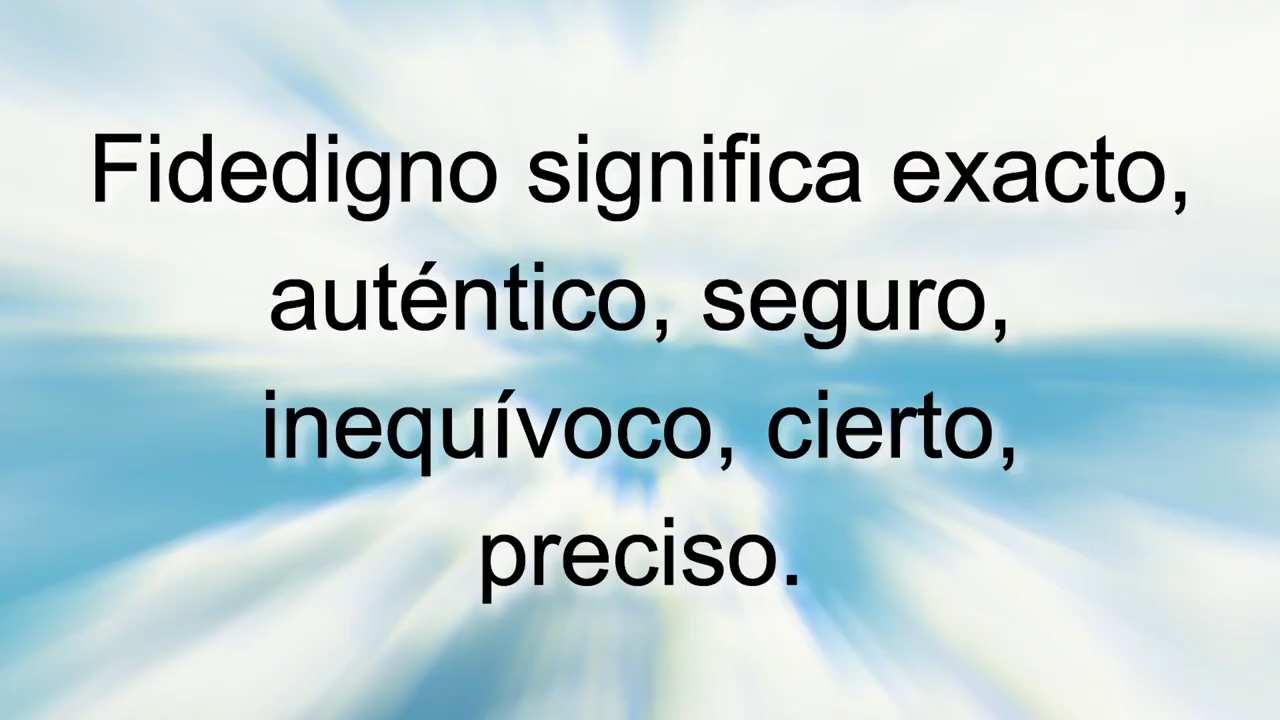 Fidedigno significa exacto,
auténtico, seguro,
inequívoco, cierto,
preciso.